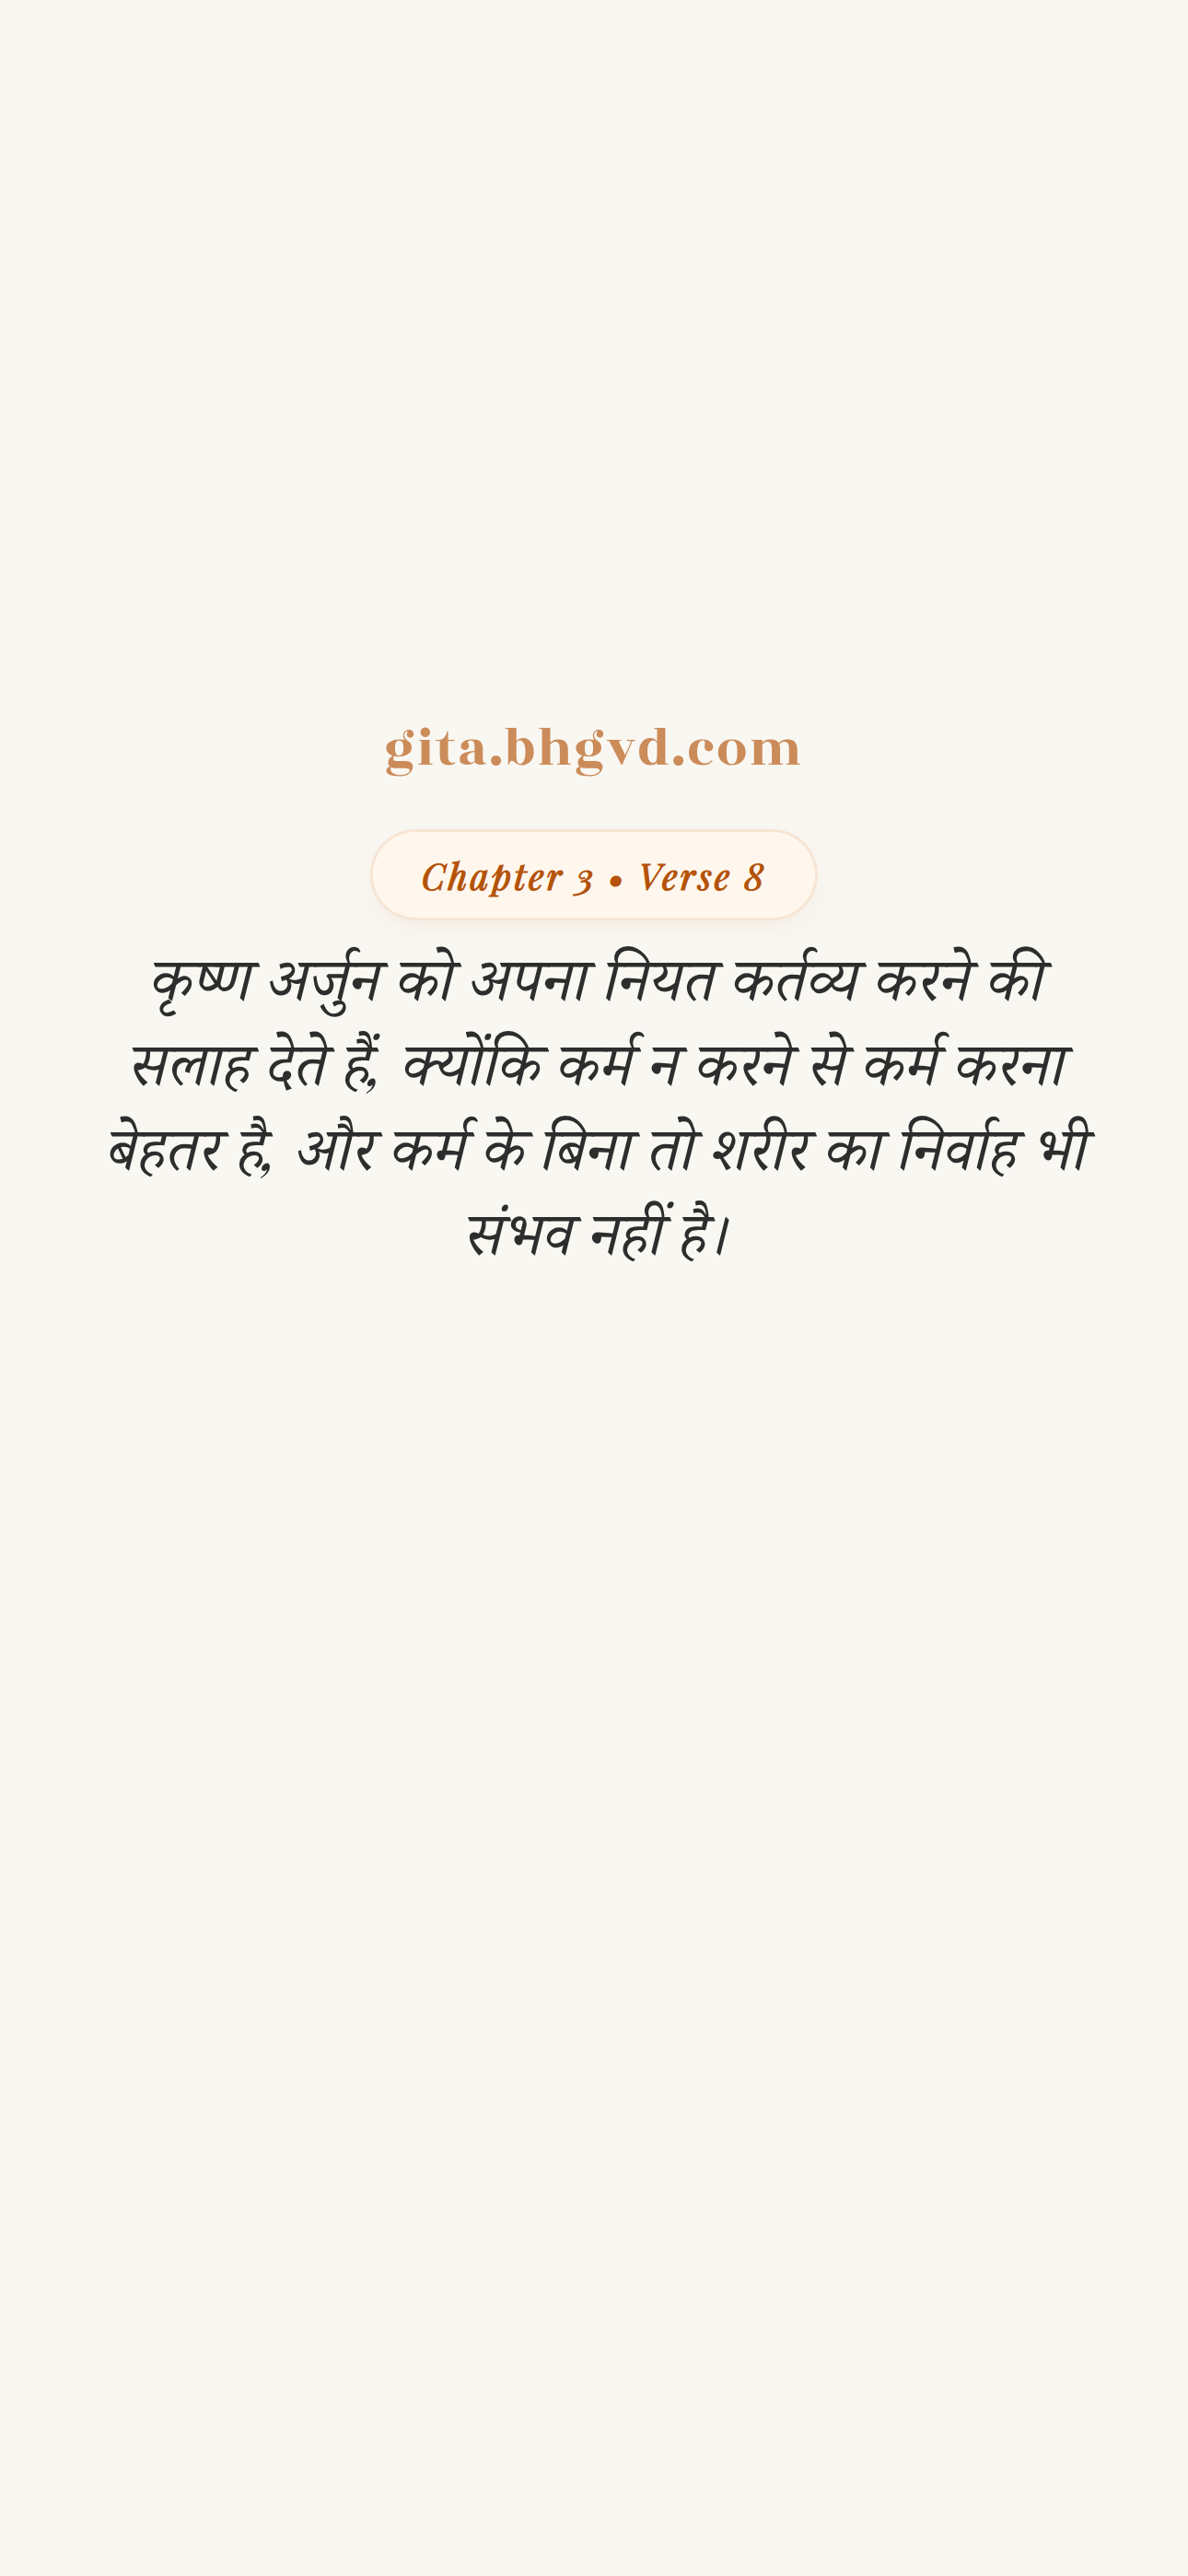 gita.bhgvd.com
Chapter 3 • Verse 8
कृष्ण अर्जुन को अपना नियत कर्तव्य करने की
सलाह देते हैं, क्योंकि कर्म न करने से कर्म करना
बेहतर है, और कर्म के बिना तो शरीर का निर्वाह भी
संभव नहीं है।